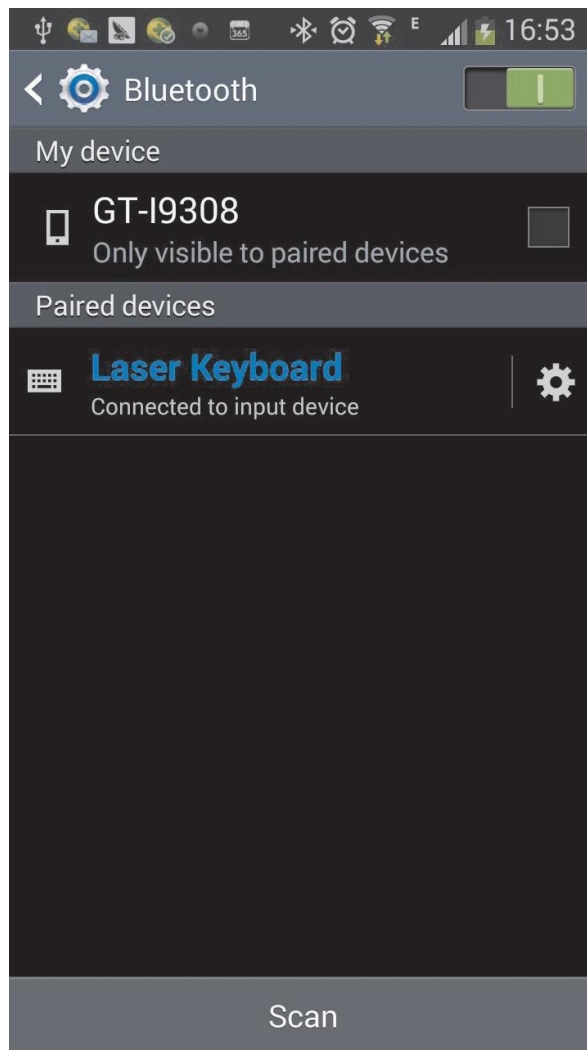 365
E
16:53
Bluetooth
My device
GT-I9308
Only visible to paired devices
Paired devices
Laser Keyboard
Connected to input device
Scan